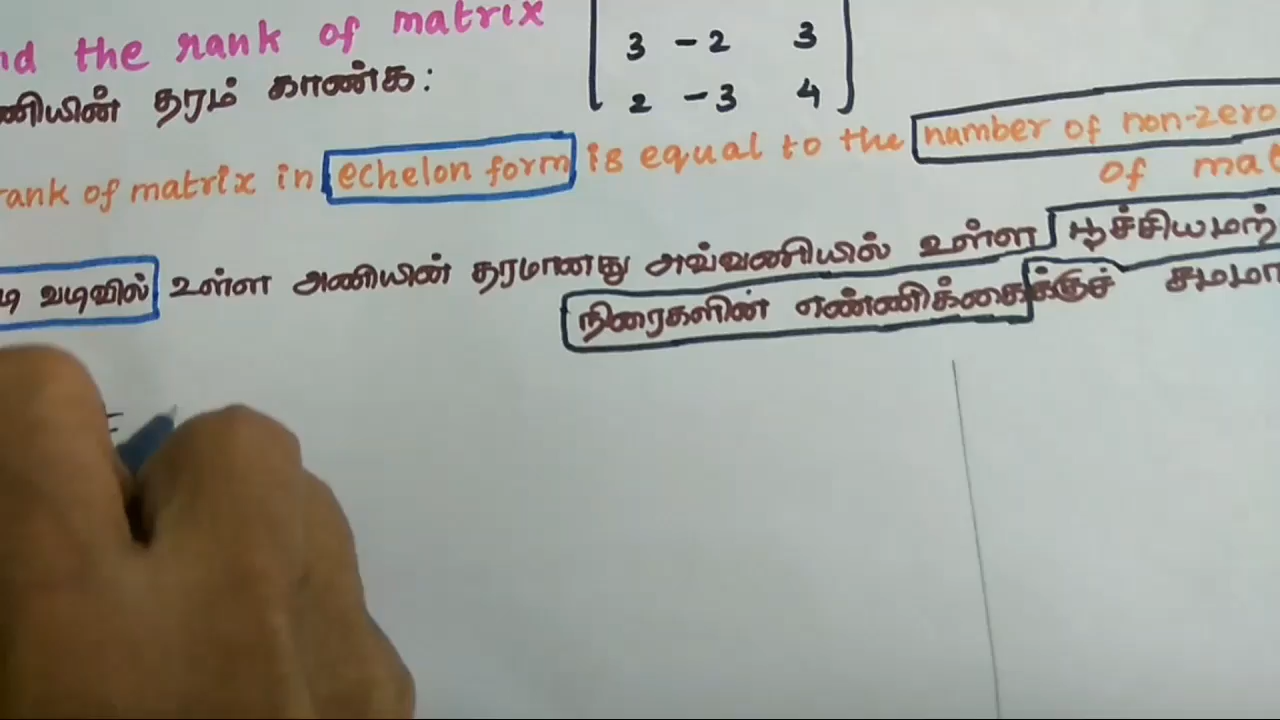 the rank of matrix
3 -2 3
தரம் காண்க:
2 -3 4
rank of matrix in echelon form is equal to the number of non-zero
of mat
வடிவில் உள்ள அணியின் தரமானது அவ்வணியில் உள்ள பூச்சியமற்
நிரைகளின் எண்ணிக்கைக்குச் சமமா
=